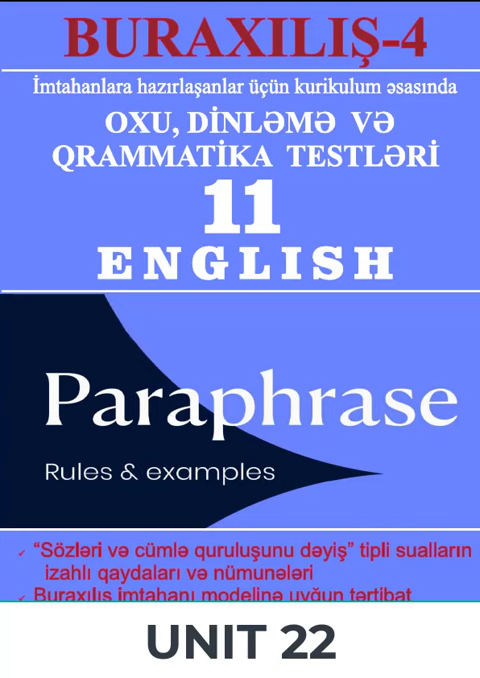 BURAXILIŞ-4
İmtahanlara hazırlaşanlar üçün kurikulum əsasında
OXU, DİNLƏMƏ VƏ
QRAMMATİKA TESTLƏRİ
11
ENGLISH
Paraphrase
Rules & examples
✓ “Sözləri və cümlə quruluşunu dəyiş” tipli sualların
izahlı qaydaları və nümunələri
✓ Buraxılış imtahanı modelinə uyğun tərtibat
UNIT 22